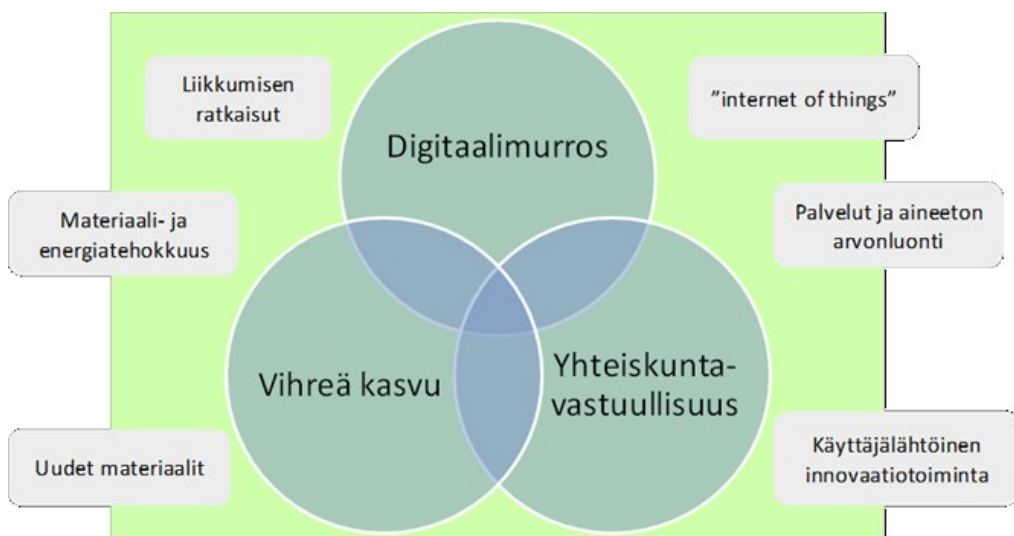 Liikkumisen
ratkaisut
Digitaalimurros
"internet of things"
Materiaali- ja
energiatehokkuus
Palvelut ja aineeton
arvonluonti
Vihreä kasvu
Yhteiskunta-
vastuullisuus
Uudet materiaalit
Käyttäjälähtöinen
innovaatiotoiminta